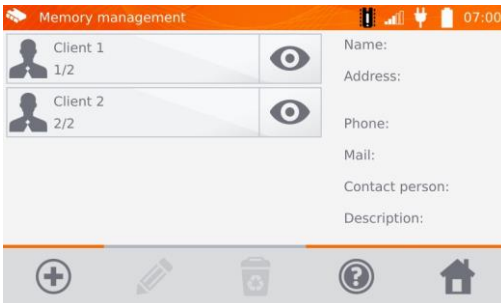 Memory management
07:00
Client 1
1/2
Client 2
2/2
Name:
Address:
Phone:
Mail:
Contact person:
Description: